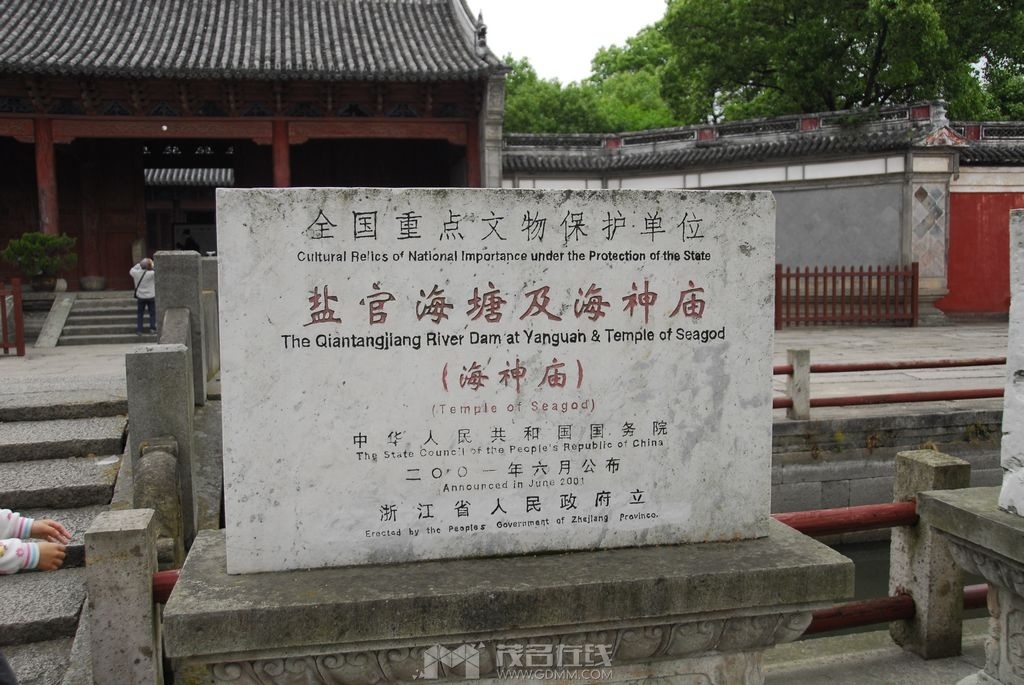 全国重点文物保护单位
Cultural Relics of National Importance under the Protection of the State
盐官海塘及海神庙
The Qiantangjiang River Dam at Yanguan & Temple of Seagod
(海神庙)
(Temple of Seagod)
中华人民共和国国务院
The State Council of the People's Republic of China
二〇〇一年六月公布
Announced in June 2001
浙江省人民政府立
Erected by the Peoples Government of Zhejiang Province.
茂名在线
WWW.GDMM.COM